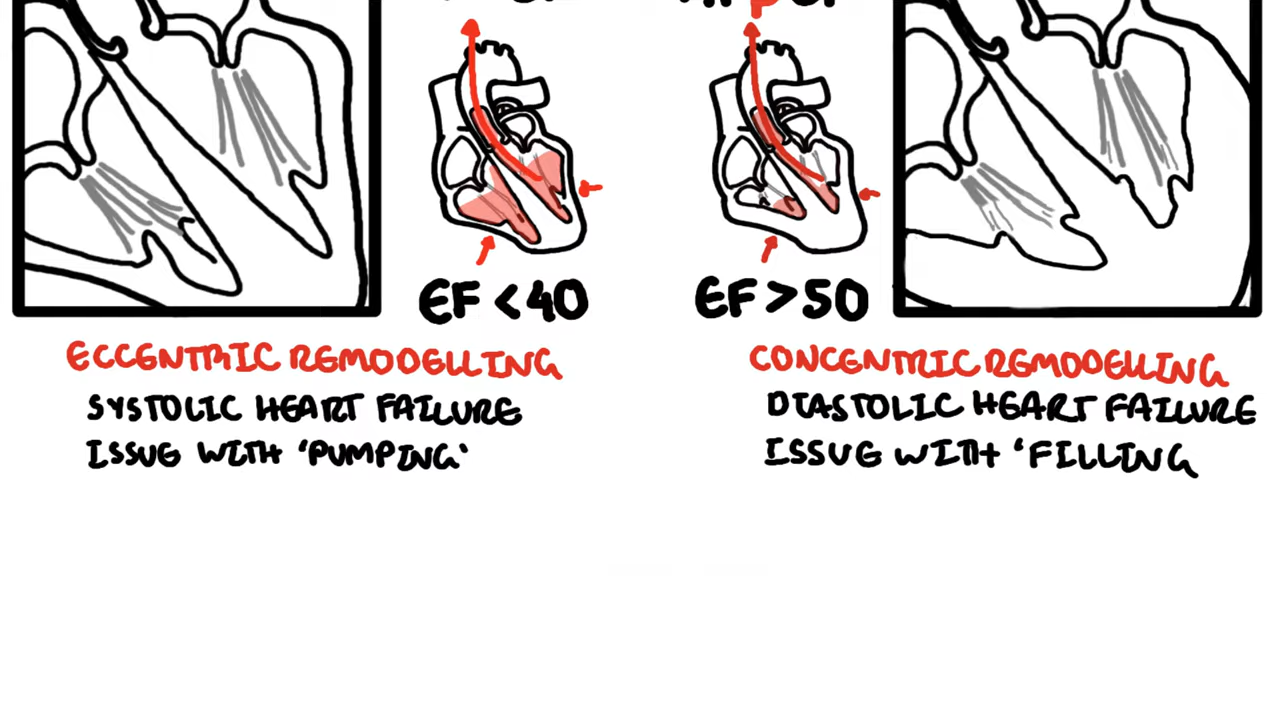 EF < 40
EF > 50
ECCENTRIC REMODELLING
SYSTOLIC HEART FAILURE
ISSUE WITH 'PUMPING'
CONCENTRIC REMODELLING
DIASTOLIC HEART FAILURE
ISSUE WITH 'FILLING